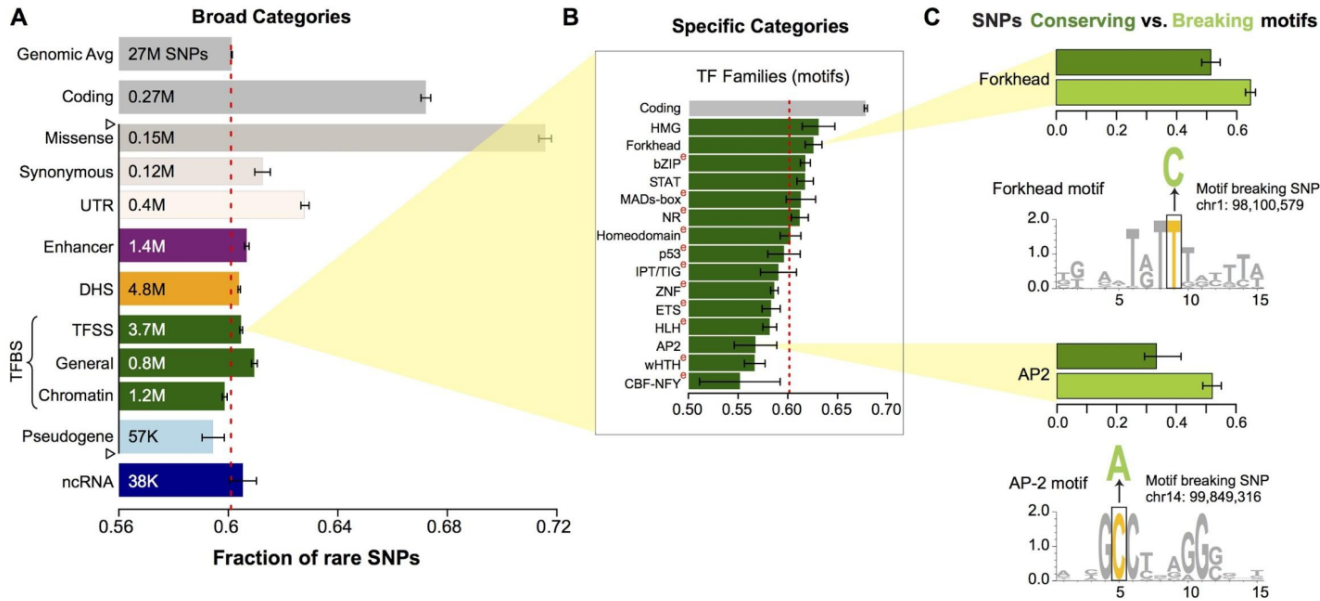 A
Broad Categories
Genomic Avg 27M SNPs
Coding 0.27M
Missense 0.15M
Synonymous 0.12M
UTR 0.4M
Enhancer 1.4M
DHS 4.8M
TFBS
TFSS 3.7M
General 0.8M
Chromatin 1.2M
Pseudogene 57K
ncRNA 38K
0.56 0.6 0.64 0.68 0.72
Fraction of rare SNPs
B
Specific Categories
TF Families (motifs)
Coding
HMG
Forkhead
bZIP e
STAT
MADs-box e
NR e
Homeodomain e
p53 e
IPT/TIG e
ZNF e
ETS e
HLH e
AP2
wHTH e
CBF-NFY e
0.50 0.55 0.60 0.65 0.70
C
SNPs Conserving vs. Breaking motifs
Forkhead
0.0 0.2 0.4 0.6
C
Forkhead motif
Motif breaking SNP
chr1: 98,100,579
2.0
1.0
0.0
5 10 15
AP2
0.0 0.2 0.4 0.6
A
AP-2 motif
Motif breaking SNP
chr14: 99,849,316
2.0
1.0
0.0
GCCT GG
5 10 15